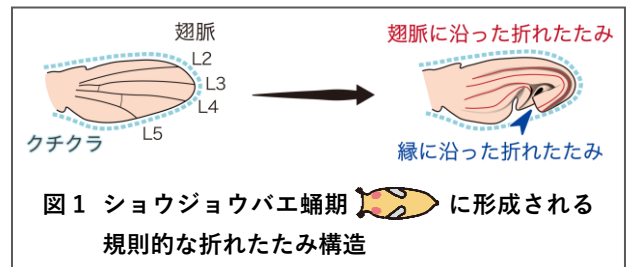 翅脈
L2
L3
L4
L5
クチクラ
翅脈に沿った折れたたみ
縁に沿った折れたたみ
図1 ショウジョウバエ蛹期 に形成される
規則的な折れたたみ構造